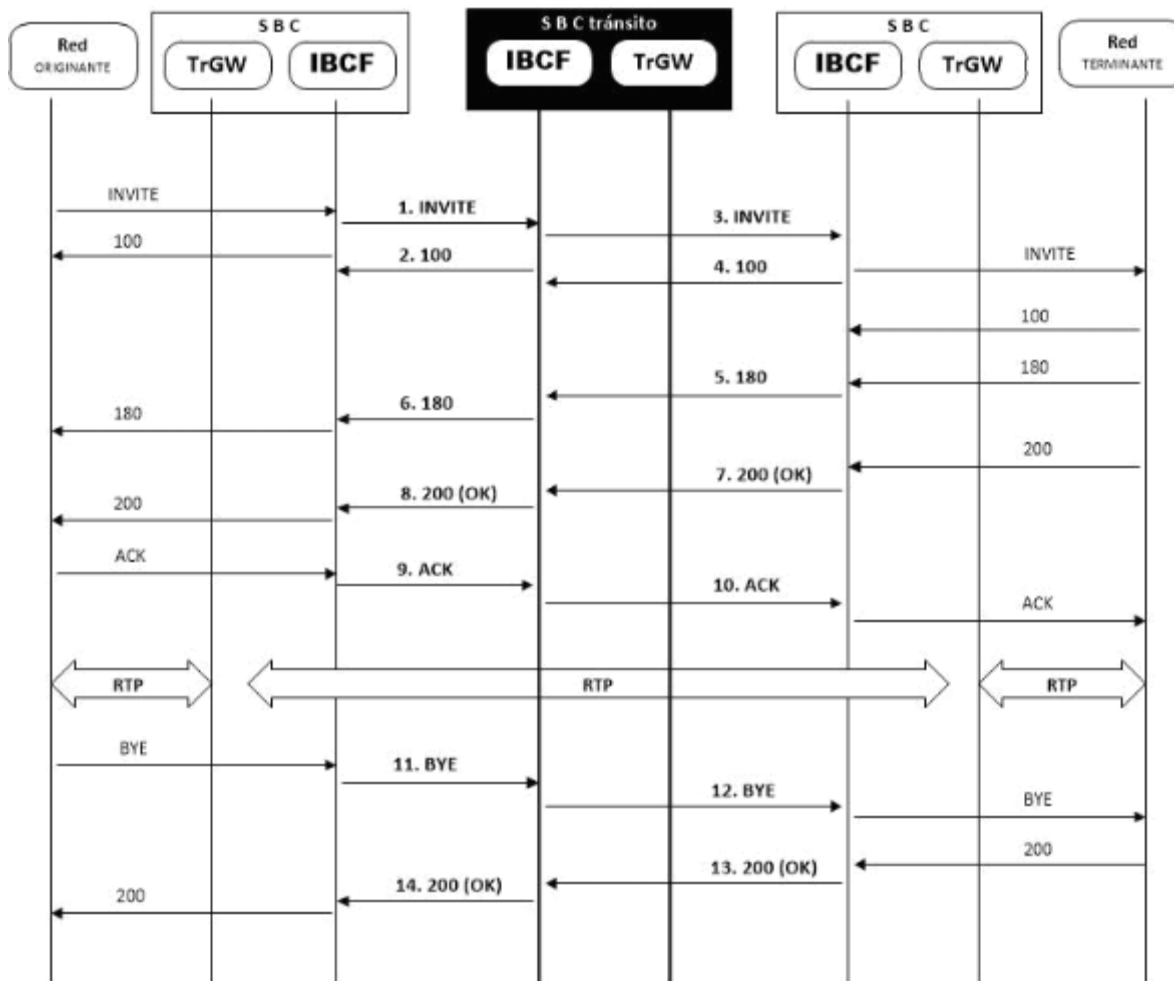 Red
ORIGINANTE
S B C
TrGW
IBCF
S B C tránsito
IBCF
TrGW
S B C
IBCF
TrGW
Red
TERMINANTE
INVITE
1. INVITE
3. INVITE
100
2. 100
4. 100
INVITE
100
5. 180
180
6. 180
180
200
7. 200 (OK)
8. 200 (OK)
200
ACK
9. ACK
10. ACK
ACK
RTP
RTP
RTP
BYE
11. BYE
12. BYE
BYE
200
13. 200 (OK)
14. 200 (OK)
200